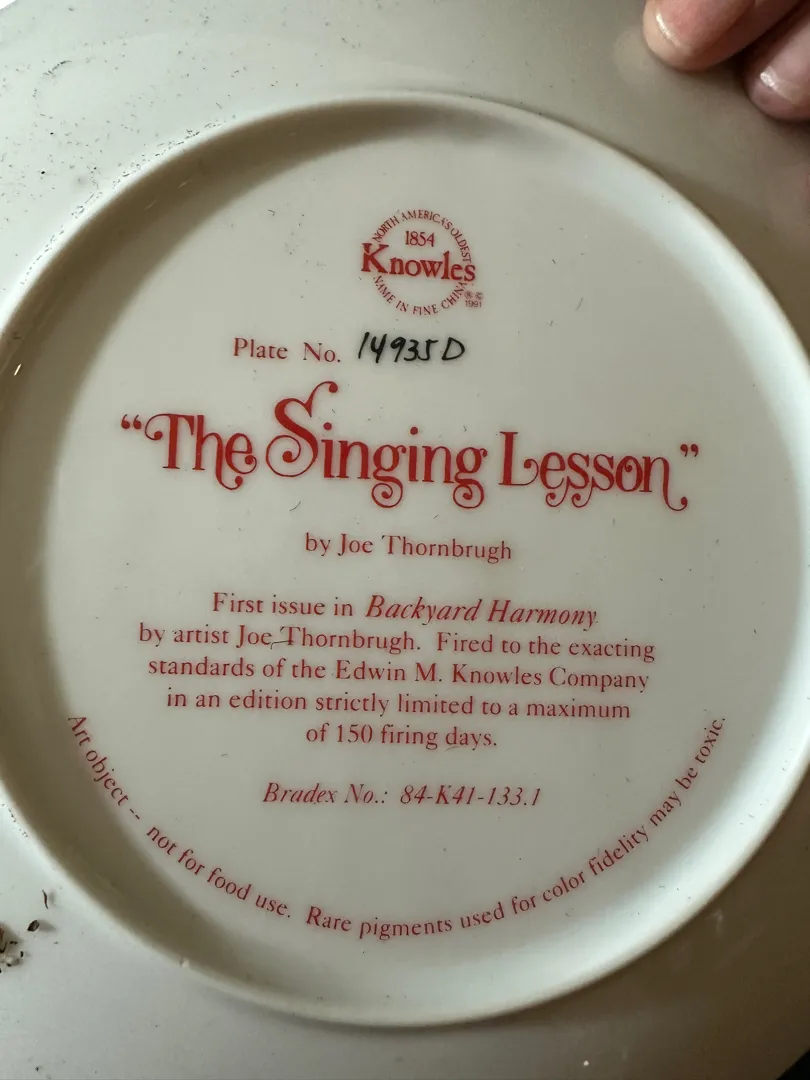 NORTH AMERICA'S OLDEST
1854
Knowles
NAME IN FINE CHINA
® ©
1991
Plate No. 14935D
“The Singing Lesson”
by Joe Thornbrugh
First issue in Backyard Harmony
by artist Joe Thornbrugh. Fired to the exacting
standards of the Edwin M. Knowles Company
in an edition strictly limited to a maximum
of 150 firing days.
Bradex No.: 84-K41-133.1
Art object -- not for food use. Rare pigments used for color fidelity may be toxic.